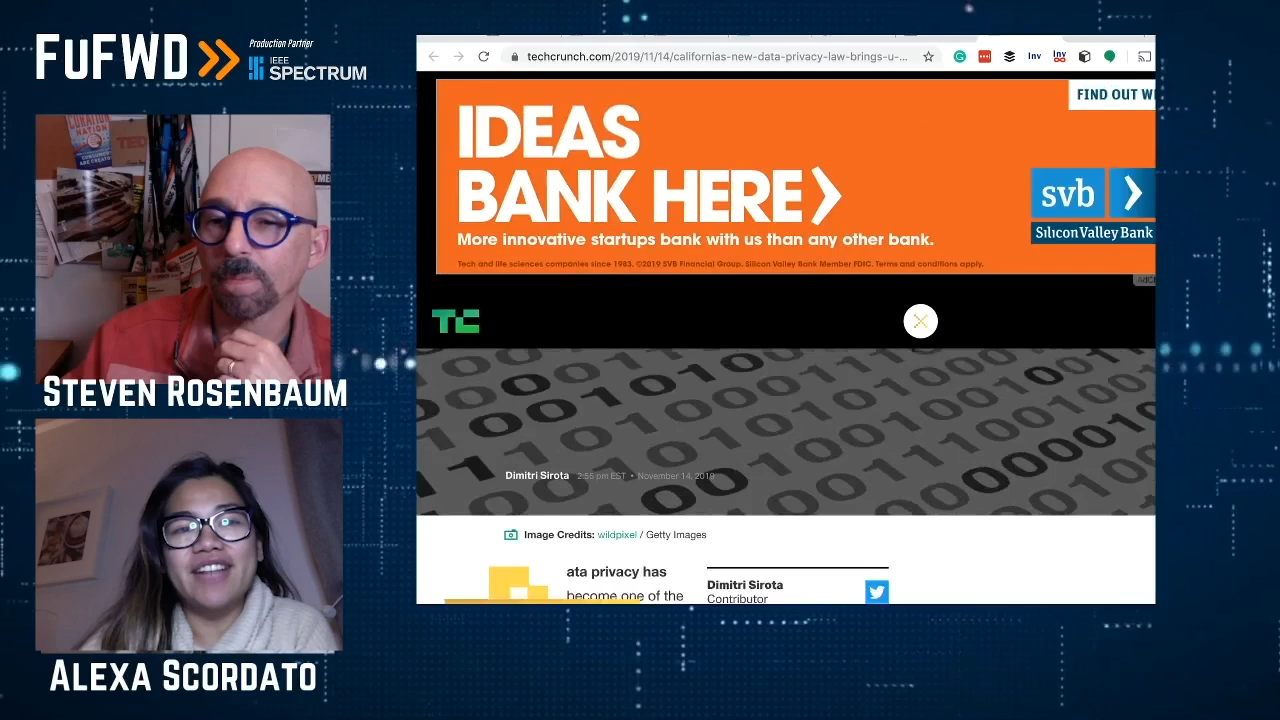 FUFWD
Production Partner
IEEE
SPECTRUM
TED
STEVEN ROSENBAUM
ALEXA SCORDATO
techcrunch.com/2019/11/14/californias-new-data-privacy-law-brings-u-...
Inv
Inv
FIND OUT W
IDEAS
BANK HERE
More innovative startups bank with us than any other bank.
Tech and life sciences companies since 1983. ©2019 SVB Financial Group. Silicon Valley Bank Member FDIC. Terms and conditions apply.
svb
Silicon Valley Bank
TC
Dimitri Sirota 2:55 pm EST • November 14, 2019
Image Credits: wildpixel / Getty Images
ata privacy has
become one of the
Dimitri Sirota
Contributor